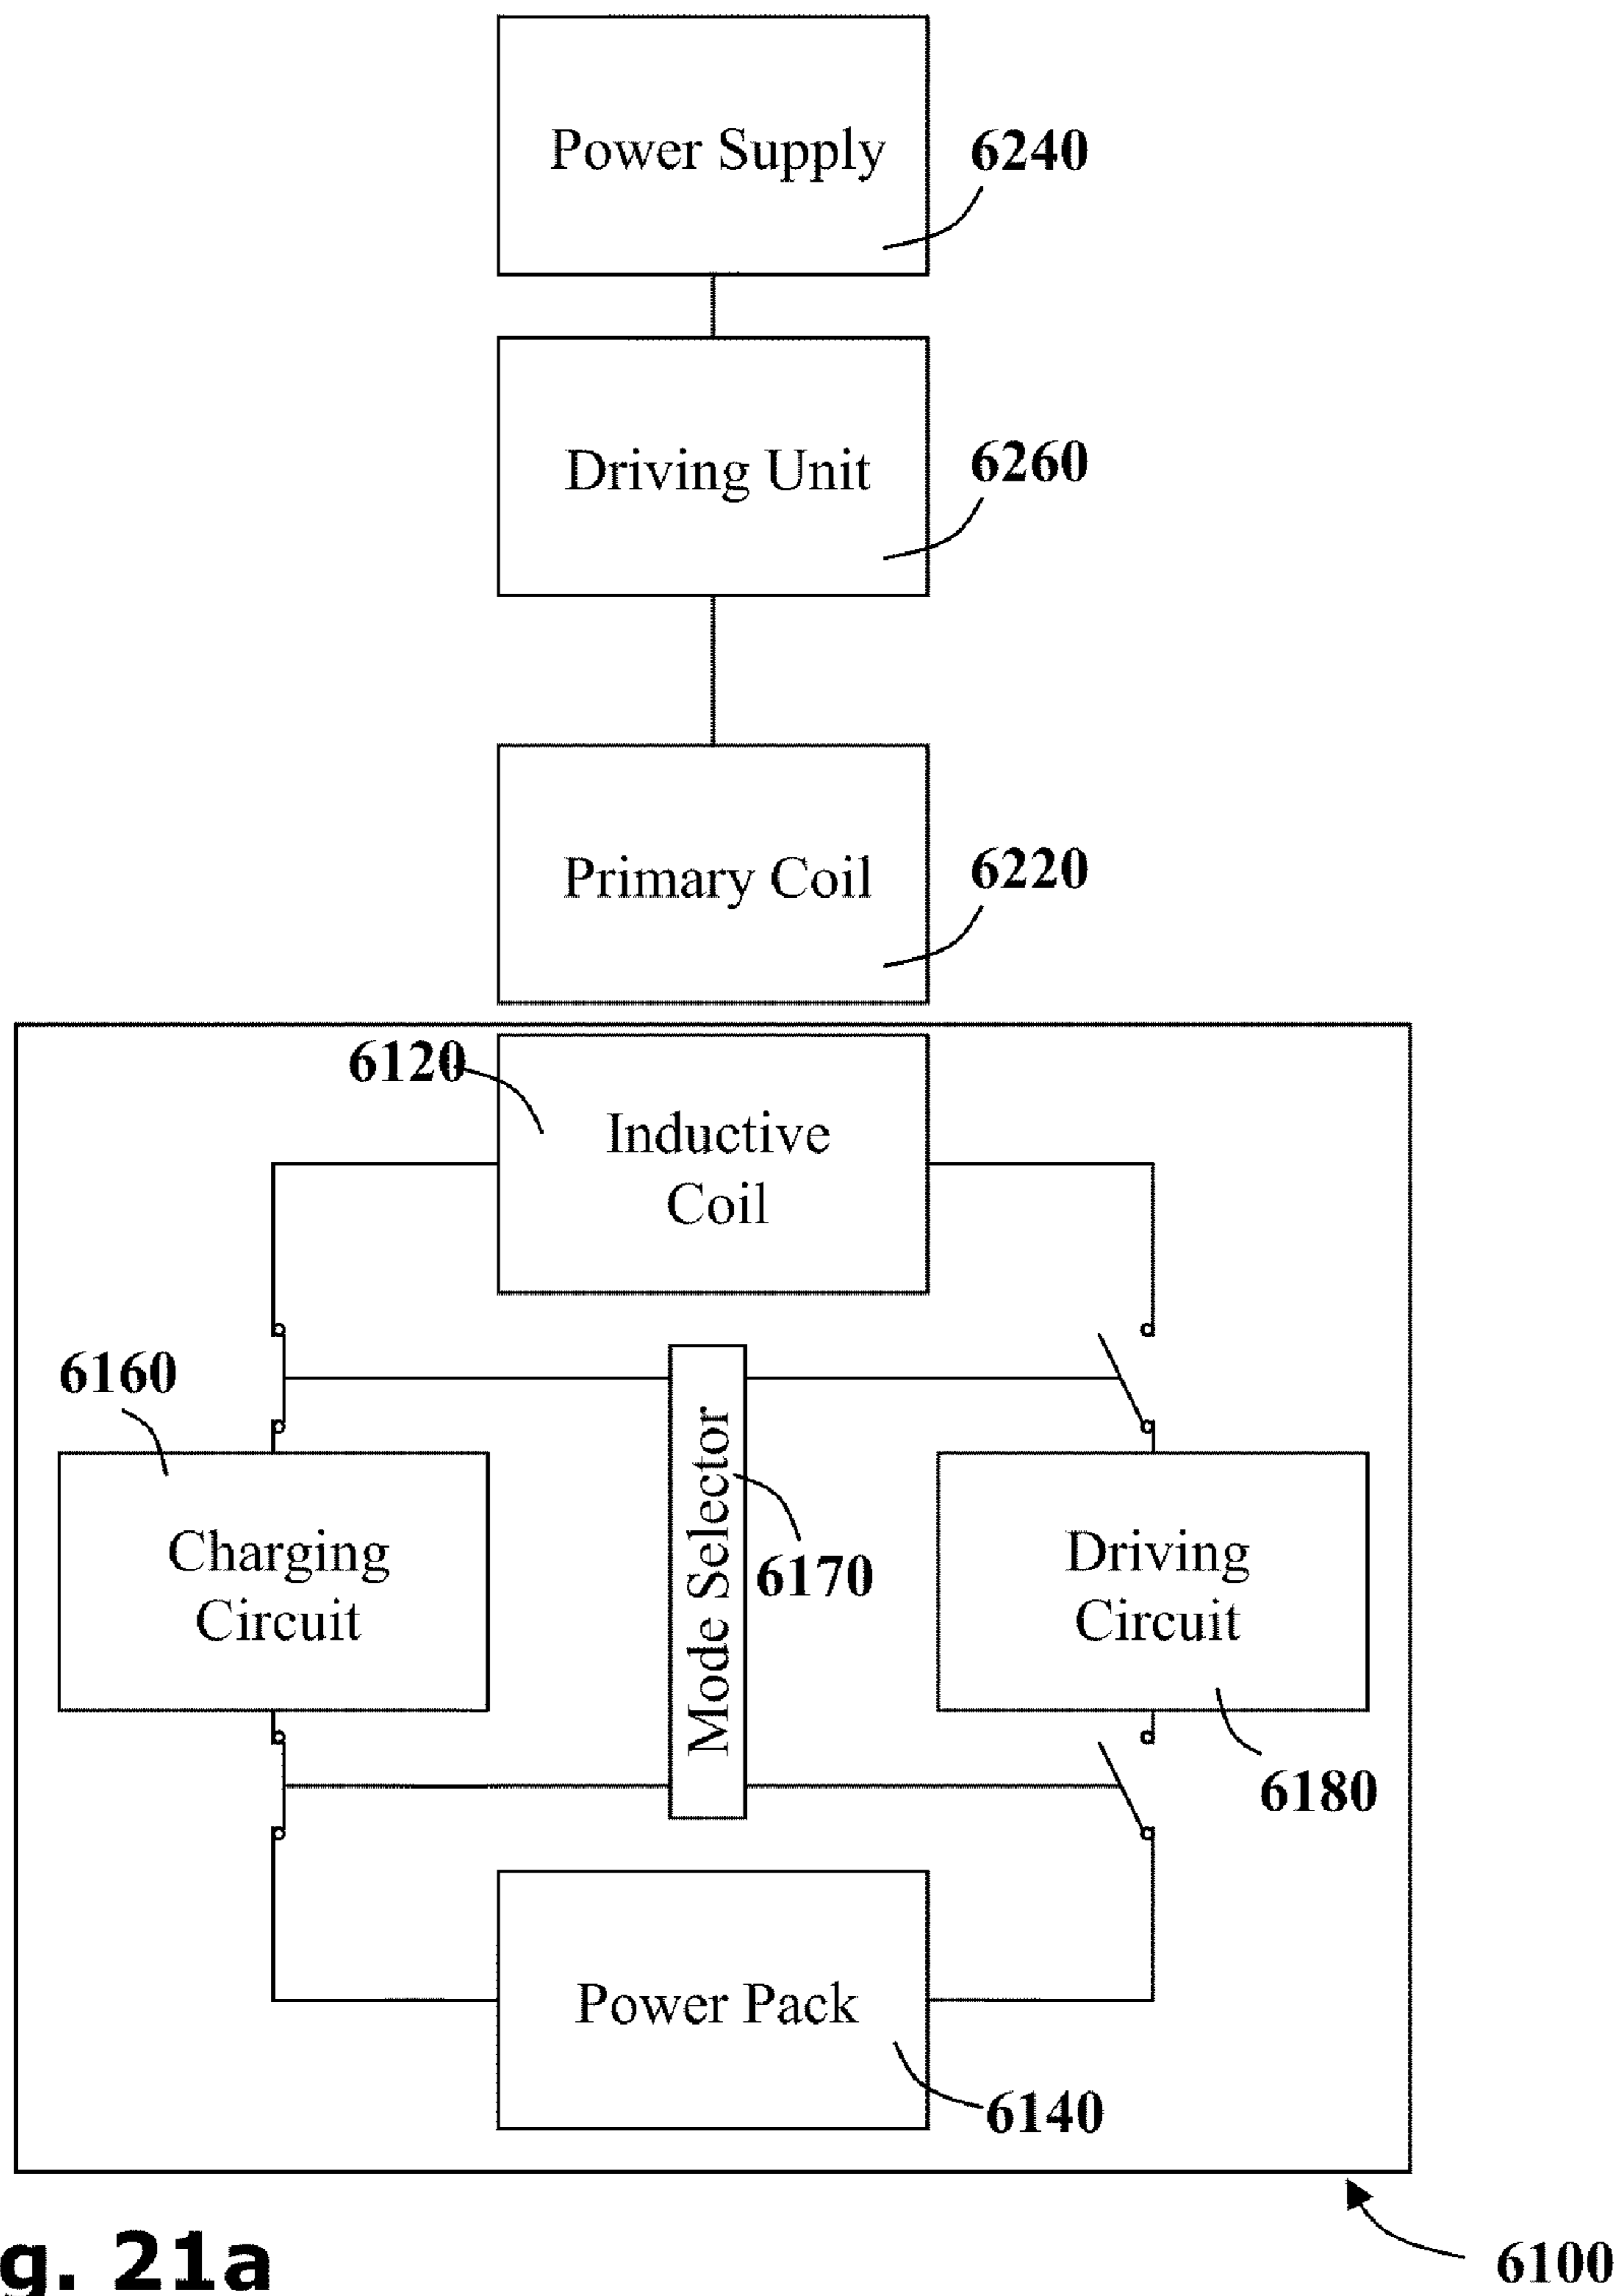 Power Supply
6240
Driving Unit
6260
Primary Coil
6220
6120
Inductive
Coil
6160
Mode Selector
6170
Charging
Circuit
Driving
Circuit
6180
Power Pack
6140
6100
g. 21a